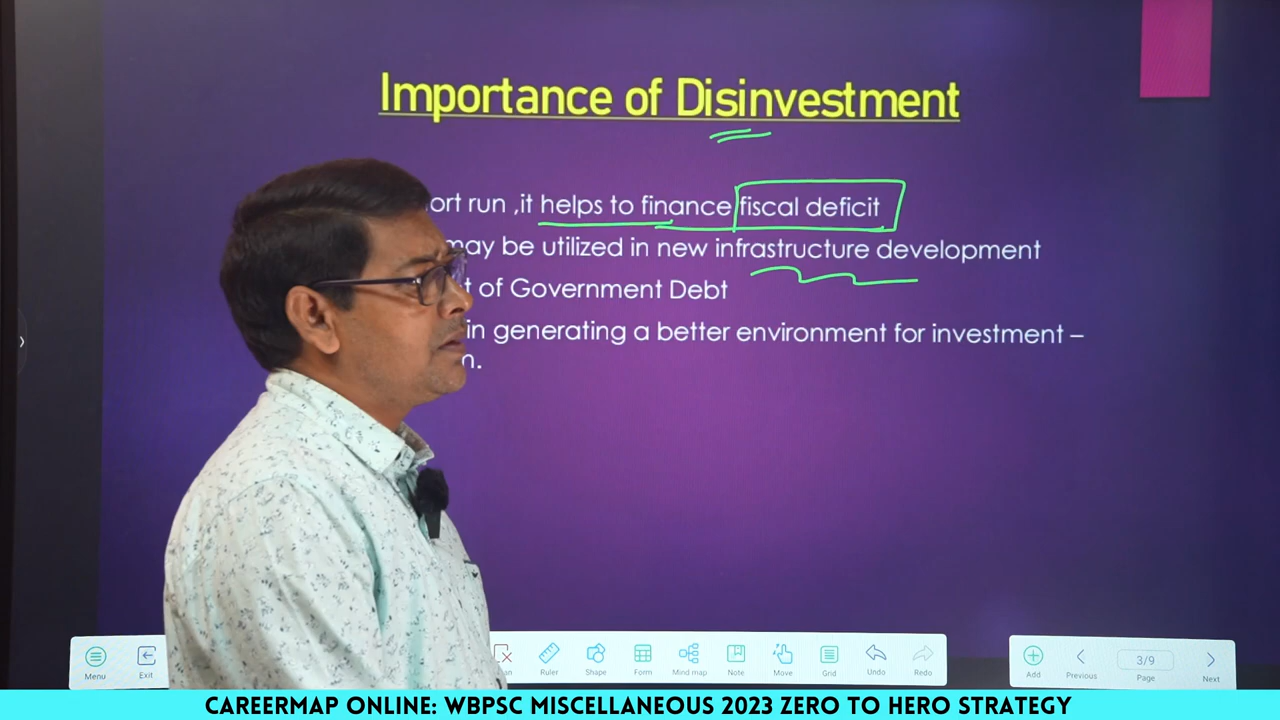 Importance of Disinvestment
ort run ,it helps to finance fiscal deficit
may be utilized in new infrastructure development
t of Government Debt
in generating a better environment for investment –
n.
Menu
Exit
Ruler
Shape
Form
Mind map
Note
Move
Grid
Undo
Redo
Add
Previous
3/9
Page
Next
CAREERMAP ONLINE: WBPSC MISCELLANEOUS 2023 ZERO TO HERO STRATEGY